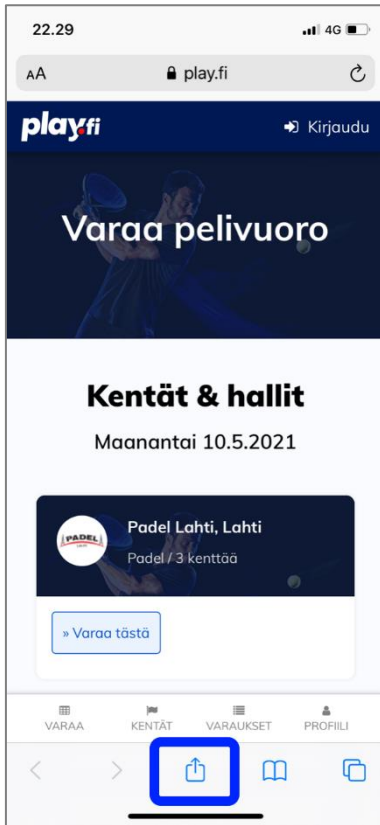 22.29
4G
AA
play.fi
play.fi
Kirjaudu
Varaa pelivuoro
Kentät & hallit
Maanantai 10.5.2021
PADEL
Padel Lahti, Lahti
Padel / 3 kenttää
» Varaa tästä
VARAA KENTÄT VARAUKSET PROFIILI